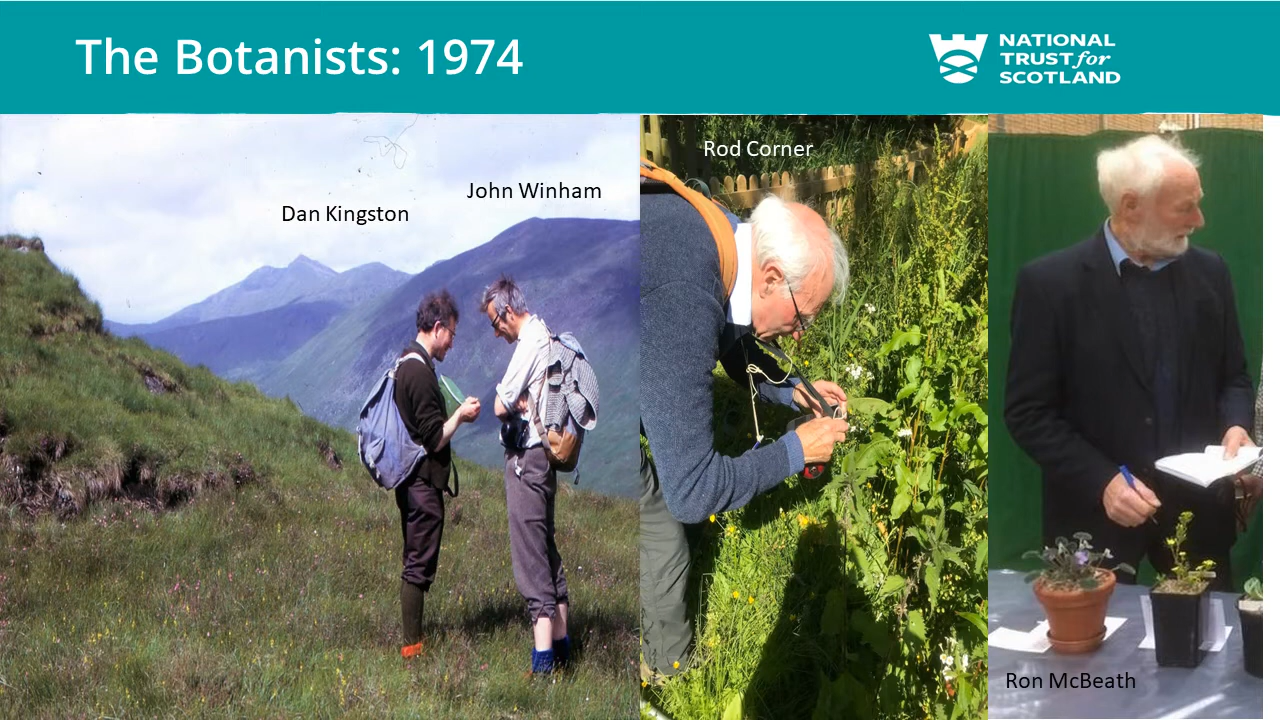 The Botanists: 1974
NATIONAL
TRUST for
SCOTLAND
Dan Kingston
John Winham
Rod Corner
Ron McBeath